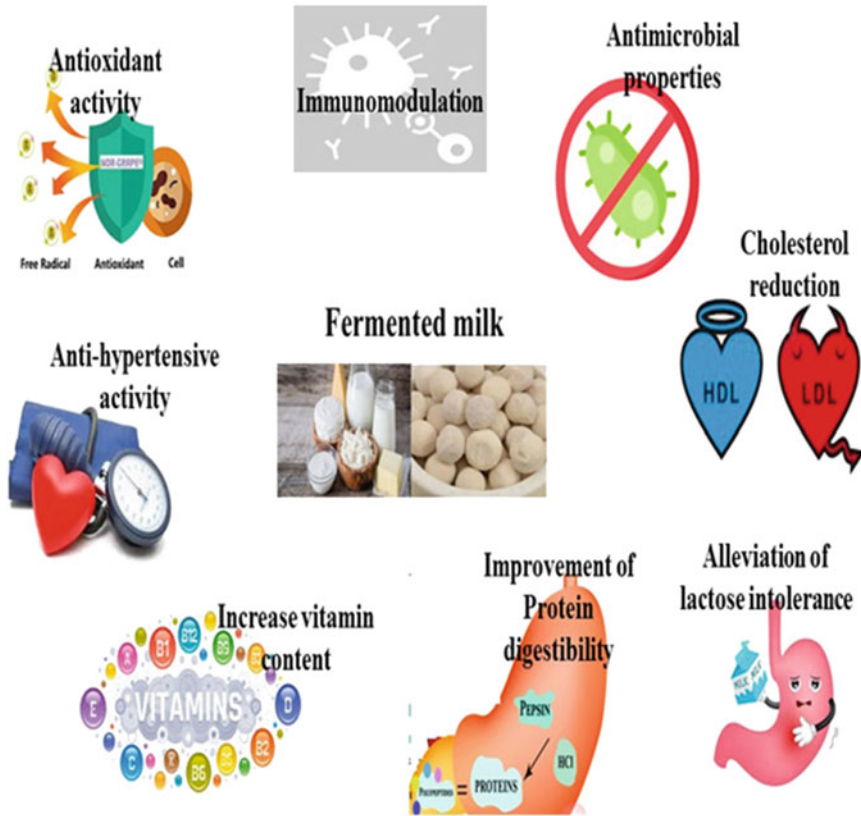 Antioxidant
activity
Free Radical
Antioxidant
Cell
Immunomodulation
Antimicrobial
properties
Cholesterol
reduction
HDL
LDL
Fermented milk
Anti-hypertensive
activity
Increase vitamin
content
VITAMINS
B1
B12
E
D
C
B6
B2
Improvement of
Protein
digestibility
PEPSIN
HCl
PROTEINS
=
Alleviation of
lactose intolerance
MILK